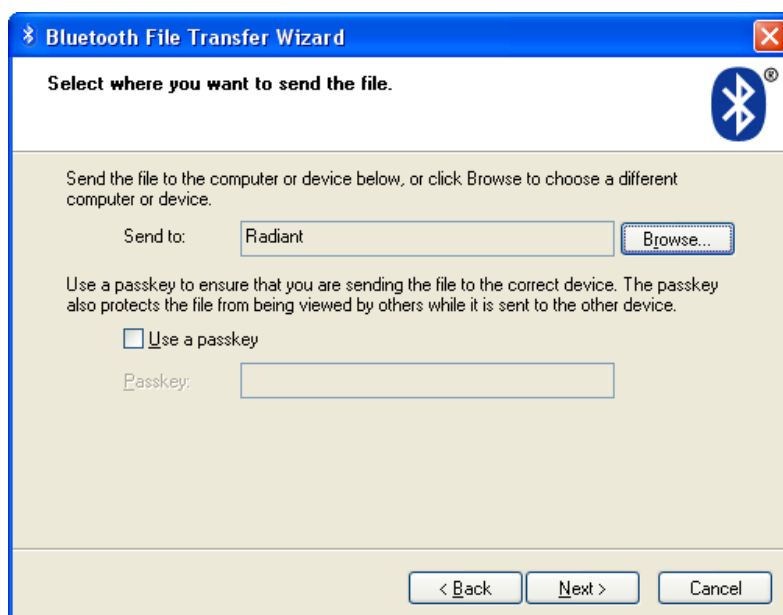 Bluetooth File Transfer Wizard
Select where you want to send the file.
®
Send the file to the computer or device below, or click Browse to choose a different
computer or device.
Send to: Radiant Browse...
Use a passkey to ensure that you are sending the file to the correct device. The passkey
also protects the file from being viewed by others while it is sent to the other device.
Use a passkey
Passkey:
< Back Next > Cancel